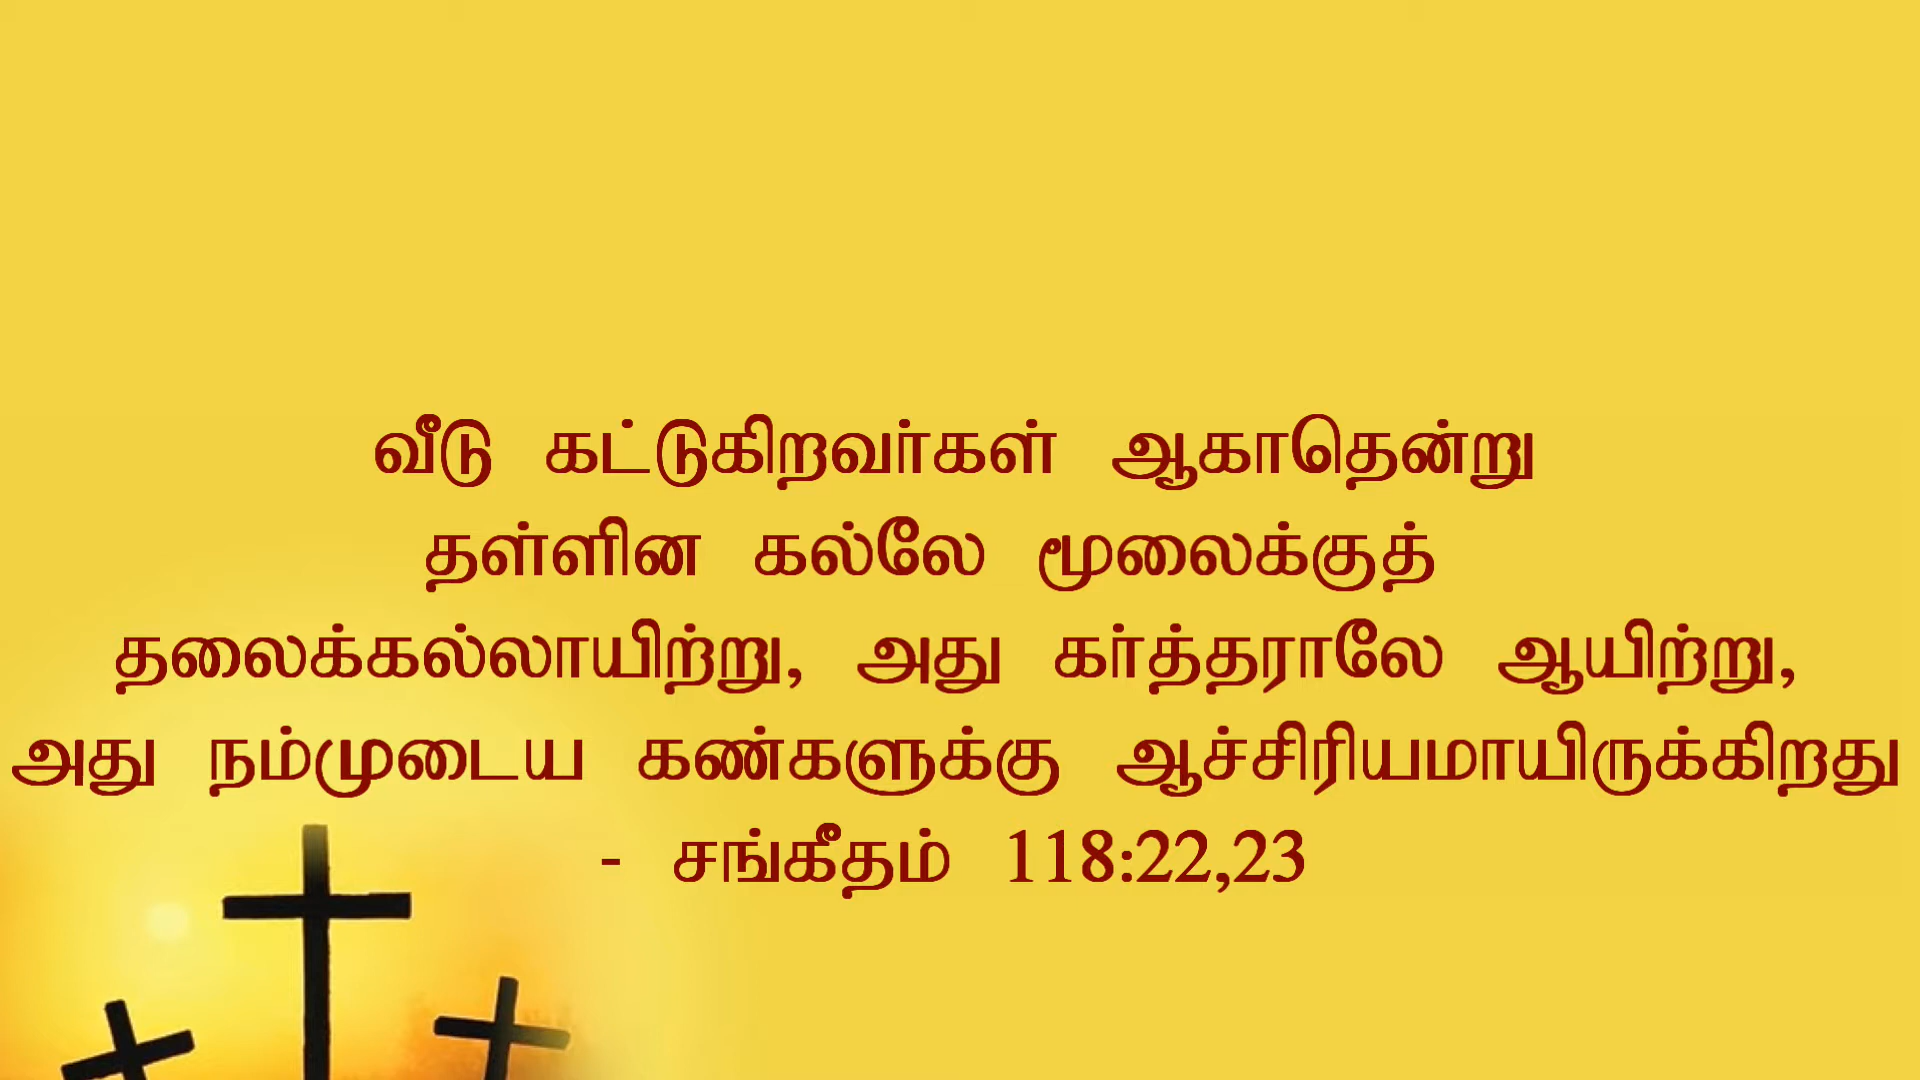 வீடு கட்டுகிறவர்கள் ஆகாதென்று
தள்ளின கல்லே மூலைக்குத்
தலைக்கல்லாயிற்று, அது கர்த்தராலே ஆயிற்று,
அது நம்முடைய கண்களுக்கு ஆச்சிரியமாயிருக்கிறது
- சங்கீதம் 118:22,23